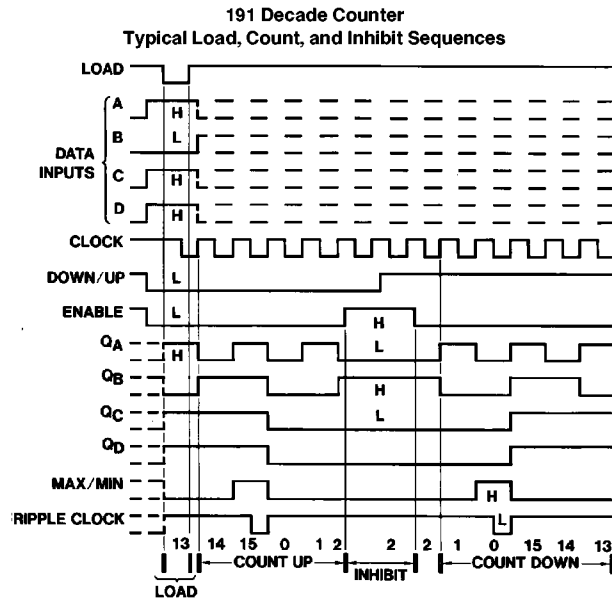 191 Decade Counter
Typical Load, Count, and Inhibit Sequences
LOAD
A
H
B
L
DATA
INPUTS
C
H
D
H
CLOCK
DOWN/UP
L
ENABLE
L
H
QA
H
L
QB
H
QC
L
QD
MAX/MIN
H
RIPPLE CLOCK
L
13 14 15 0 1 2 2 2 1 0 15 14 13
COUNT UP
INHIBIT
COUNT DOWN
LOAD